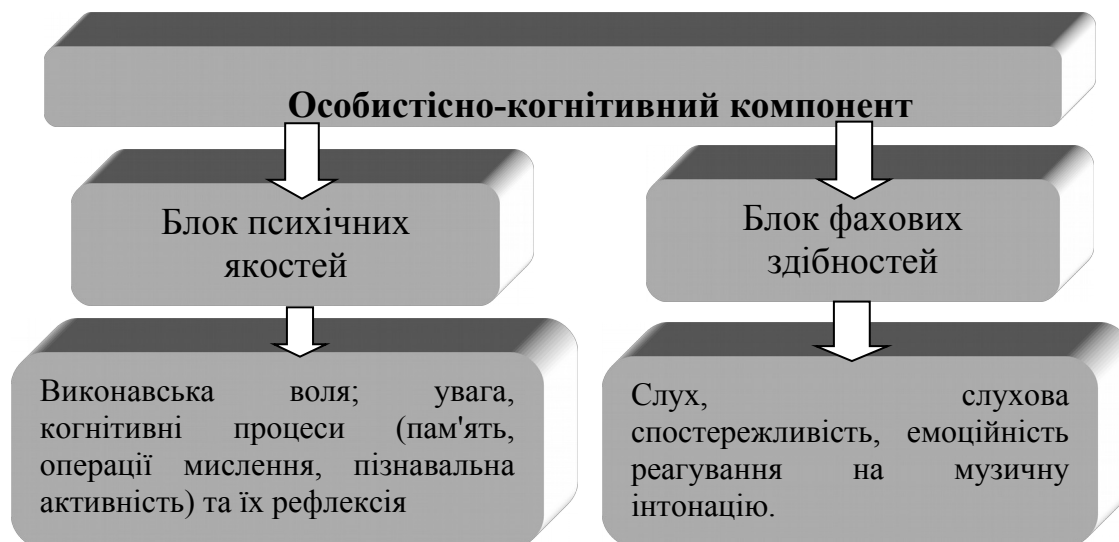 Особистісно-когнітивний компонент
Блок психічних
якостей
Блок фахових
здібностей
Виконавська воля; увага,
когнітивні процеси (пам'ять,
операції мислення, пізнавальна
активність) та їх рефлексія
Слух, слухова
спостережливість, емоційність
реагування на музичну
інтонацію.